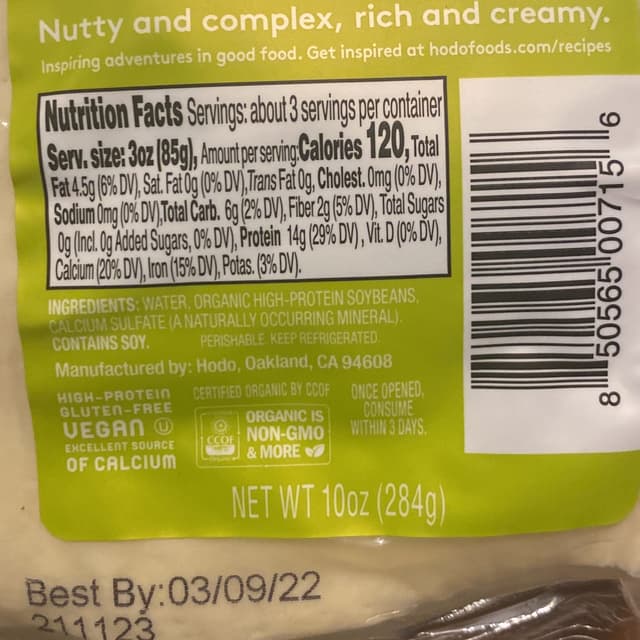 Nutty and complex, rich and creamy.
Inspiring adventures in good food. Get inspired at hodofoods.com/recipes
Nutrition Facts Servings: about 3 servings per container
Serv. size: 3oz (85g), Amount per serving: Calories 120, Total
Fat 4.5g (6% DV), Sat. Fat 0g (0% DV), Trans Fat 0g, Cholest. 0mg (0% DV),
Sodium 0mg (0% DV), Total Carb. 6g (2% DV), Fiber 2g (5% DV), Total Sugars
0g (Incl. 0g Added Sugars, 0% DV), Protein 14g (29% DV), Vit. D (0% DV),
Calcium (20% DV), Iron (15% DV), Potas. (3% DV).
INGREDIENTS: WATER, ORGANIC HIGH-PROTEIN SOYBEANS,
CALCIUM SULFATE (A NATURALLY OCCURRING MINERAL).
CONTAINS SOY. PERISHABLE. KEEP REFRIGERATED.
Manufactured by: Hodo, Oakland, CA 94608
HIGH-PROTEIN
GLUTEN-FREE
VEGAN U
EXCELLENT SOURCE
OF CALCIUM
CERTIFIED ORGANIC BY CCOF
CCOF
ORGANIC IS
NON-GMO
& MORE
ONCE OPENED,
CONSUME
WITHIN 3 DAYS.
NET WT 10oz (284g)
8 50565 00715 6
Best By:03/09/22
211123